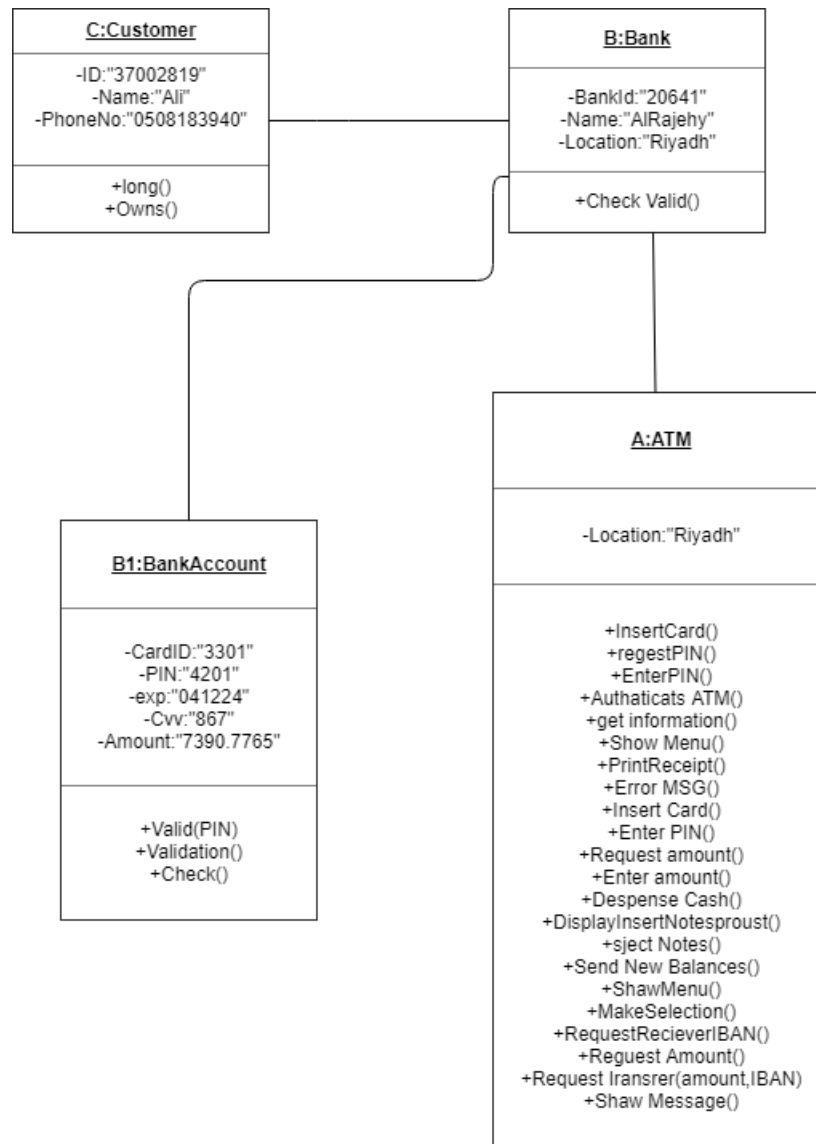 C:Customer
-ID:"37002819"
-Name:"Ali"
-PhoneNo:"0508183940"
+long()
+Owns()
B:Bank
-BankId:"20641"
-Name:"AlRajehy"
-Location:"Riyadh"
+Check Valid()
B1:BankAccount
-CardID:"3301"
-PIN:"4201"
-exp:"041224"
-Cvv:"867"
-Amount:"7390.7765"
+Valid(PIN)
+Validation()
+Check()
A:ATM
-Location:"Riyadh"
+InsertCard()
+regestPIN()
+EnterPIN()
+Authaticats ATM()
+get information()
+Show Menu()
+PrintReceipt()
+Error MSG()
+Insert Card()
+Enter PIN()
+Request amount()
+Enter amount()
+Despense Cash()
+DisplayInsertNotesproust()
+sject Notes()
+Send New Balances()
+ShawMenu()
+MakeSelection()
+RequestRecieverIBAN()
+Reguest Amount()
+Request Iransrer(amount,IBAN)
+Shaw Message()